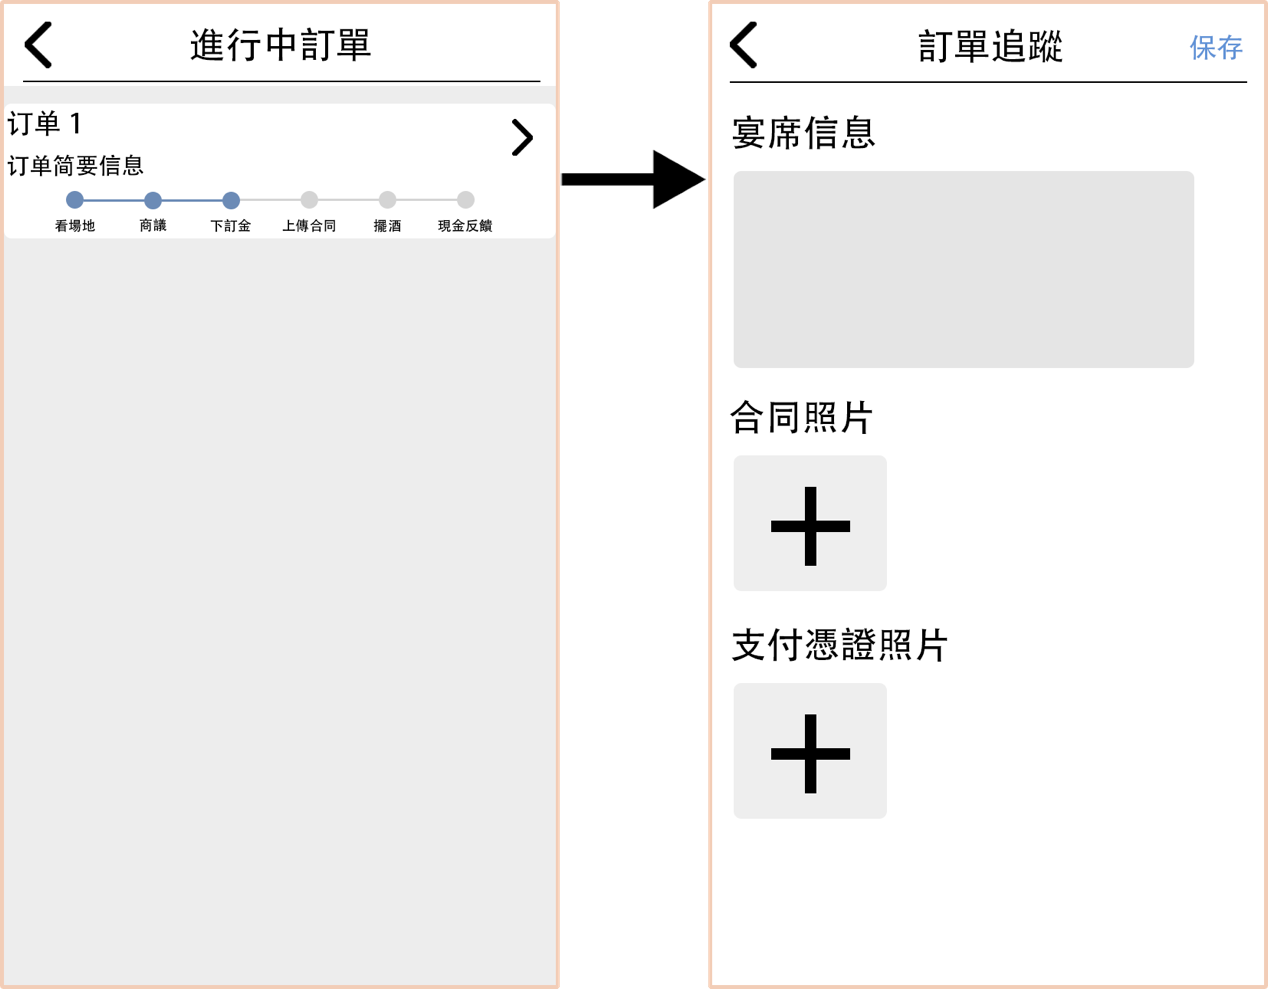 進行中訂單
订单 1
订单简要信息
看場地 商議 下訂金 上傳合同 擺酒 現金反饋
訂單追蹤 保存
宴席信息
合同照片
支付憑證照片